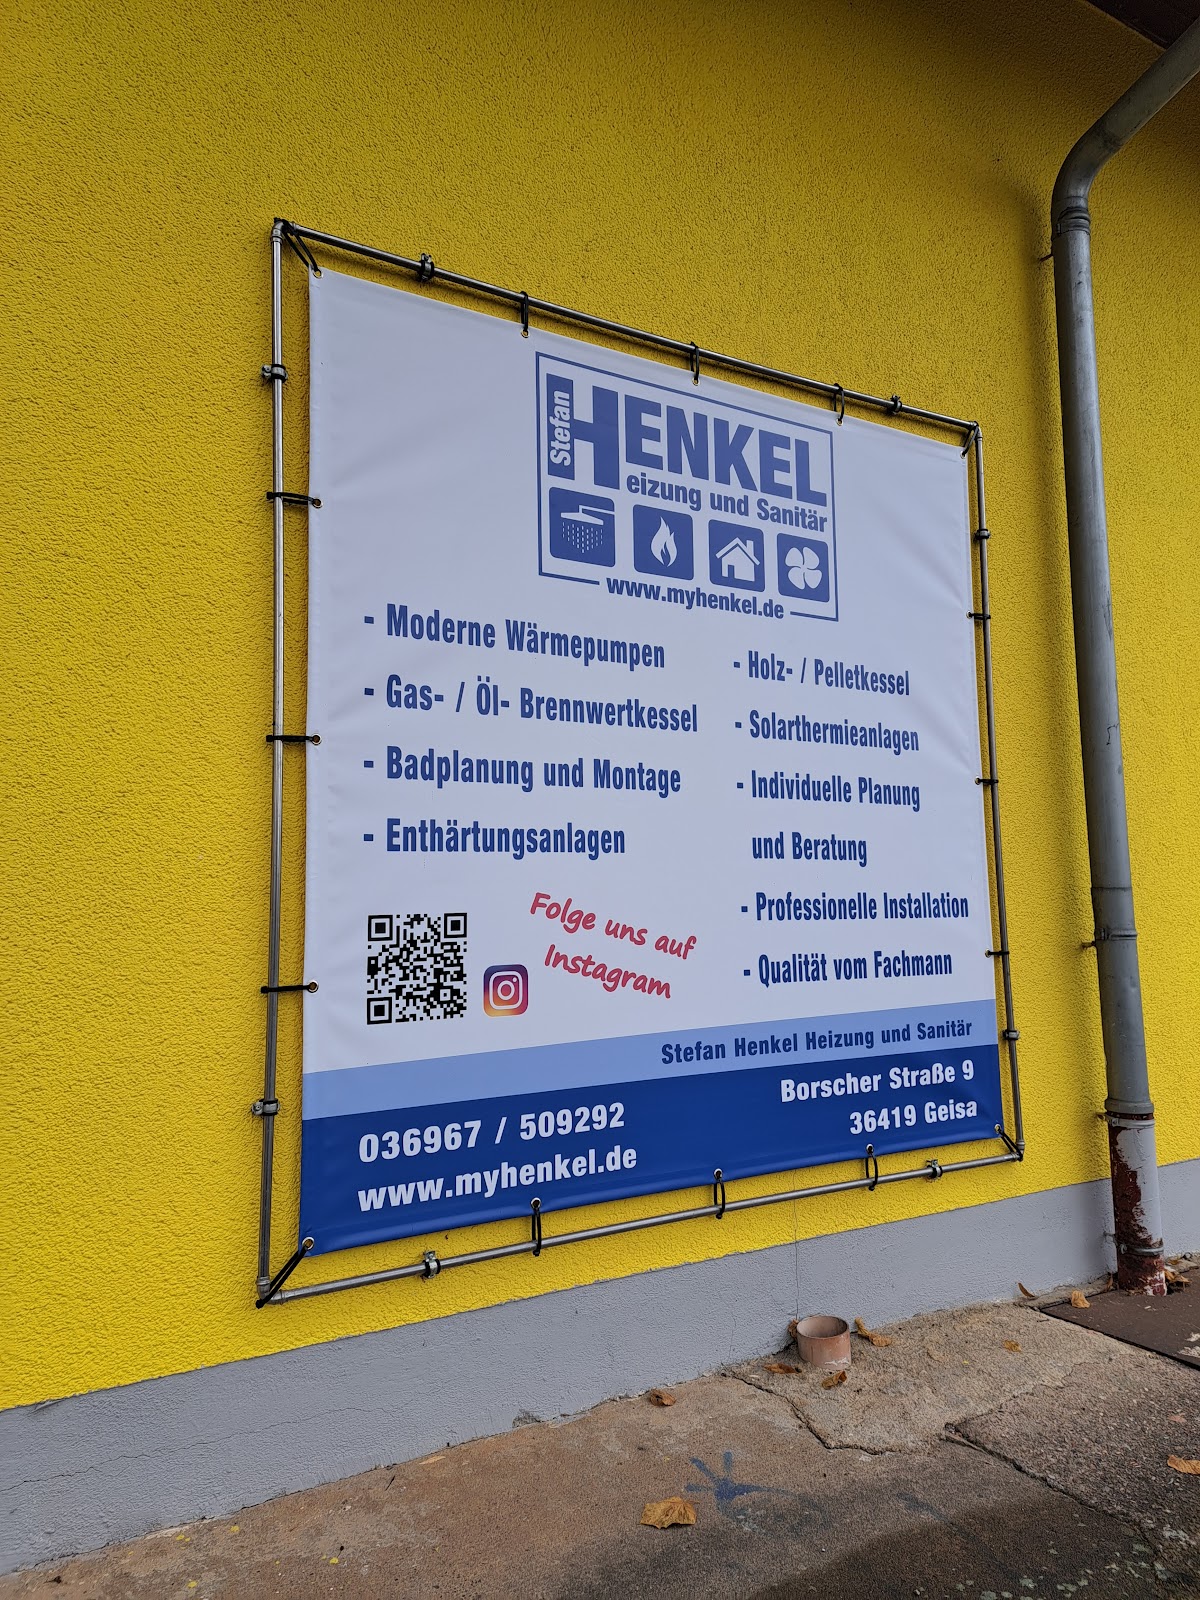 Stefan
HENKEL
eizung und Sanitär
www.myhenkel.de
- Moderne Wärmepumpen
- Gas- / Öl- Brennwertkessel
- Badplanung und Montage
- Enthärtungsanlagen
- Holz- / Pelletkessel
- Solarthermieanlagen
- Individuelle Planung
und Beratung
- Professionelle Installation
- Qualität vom Fachmann
Folge uns auf
Instagram
Stefan Henkel Heizung und Sanitär
036967 / 509292
www.myhenkel.de
Borscher Straße 9
36419 Geisa